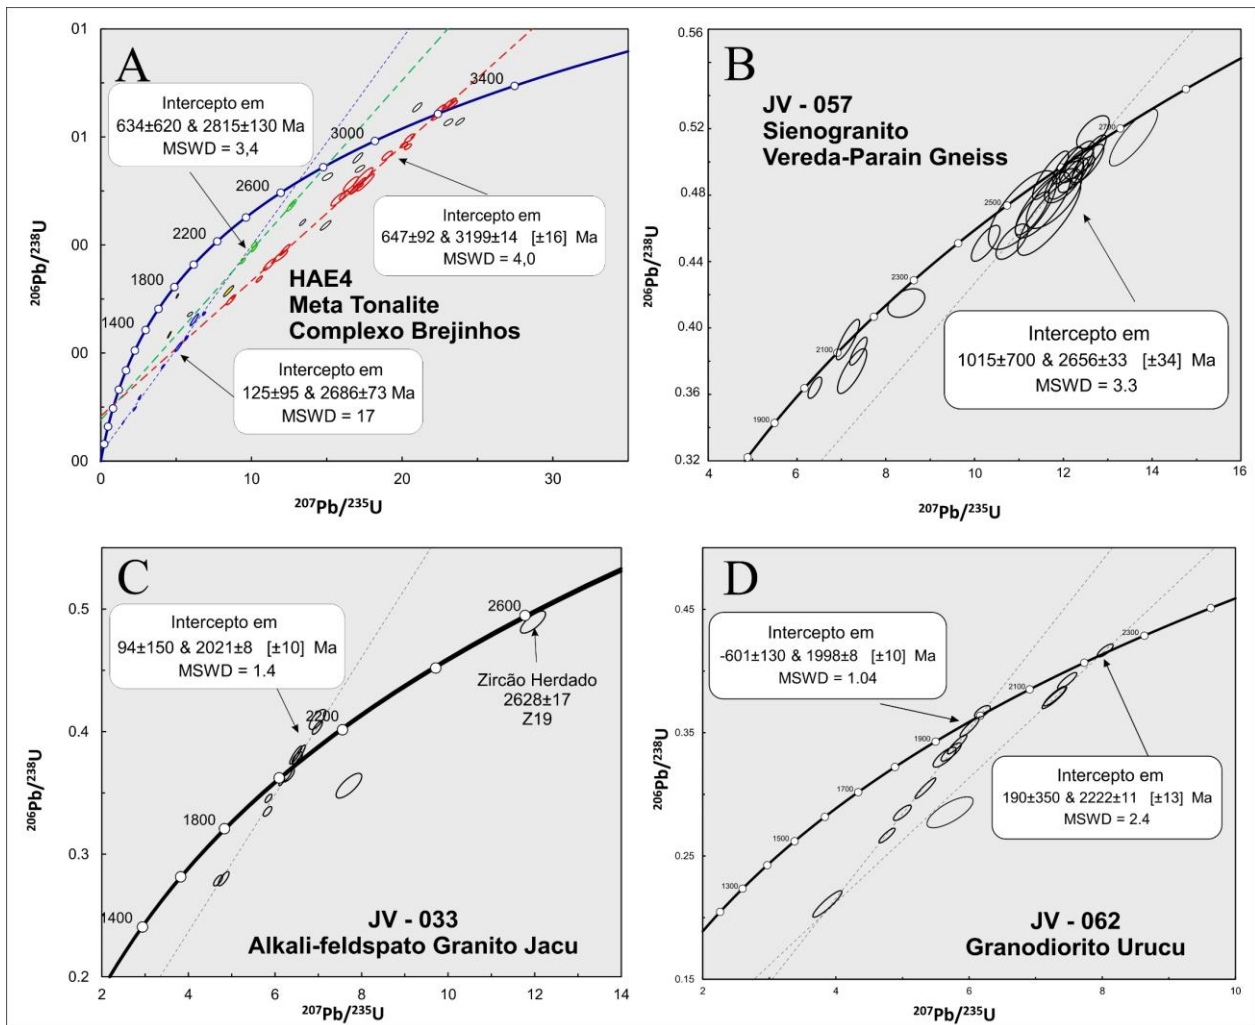 A
01
01
00
00
00
206Pb/238U
1400
1800
2200
2600
3000
3400
Intercepto em
634±620 & 2815±130 Ma
MSWD = 3,4
Intercepto em
647±92 & 3199±14 [±16] Ma
MSWD = 4,0
HAE4
Meta Tonalite
Complexo Brejinhos
Intercepto em
125±95 & 2686±73 Ma
MSWD = 17
0 10 20 30
207Pb/235U
B
0.56
0.52
0.48
0.44
0.40
0.36
0.32
206Pb/238U
JV - 057
Sienogranito
Vereda-Parain Gneiss
1900
2100
2300
2500
2700
Intercepto em
1015±700 & 2656±33 [±34] Ma
MSWD = 3.3
4 6 8 10 12 14 16
207Pb/235U
C
0.5
0.4
0.3
0.2
206Pb/238U
Intercepto em
94±150 & 2021±8 [±10] Ma
MSWD = 1.4
1400
1800
2200
2600
Zircão Herdado
2628±17
Z19
JV - 033
Alkali-feldspato Granito Jacu
2 4 6 8 10 12 14
207Pb/235U
D
0.45
0.35
0.25
0.15
206Pb/238U
Intercepto em
-601±130 & 1998±8 [±10] Ma
MSWD = 1.04
1300
1500
1700
1900
2100
2300
Intercepto em
190±350 & 2222±11 [±13] Ma
MSWD = 2.4
JV - 062
Granodiorito Urucu
2 4 6 8 10
207Pb/235U